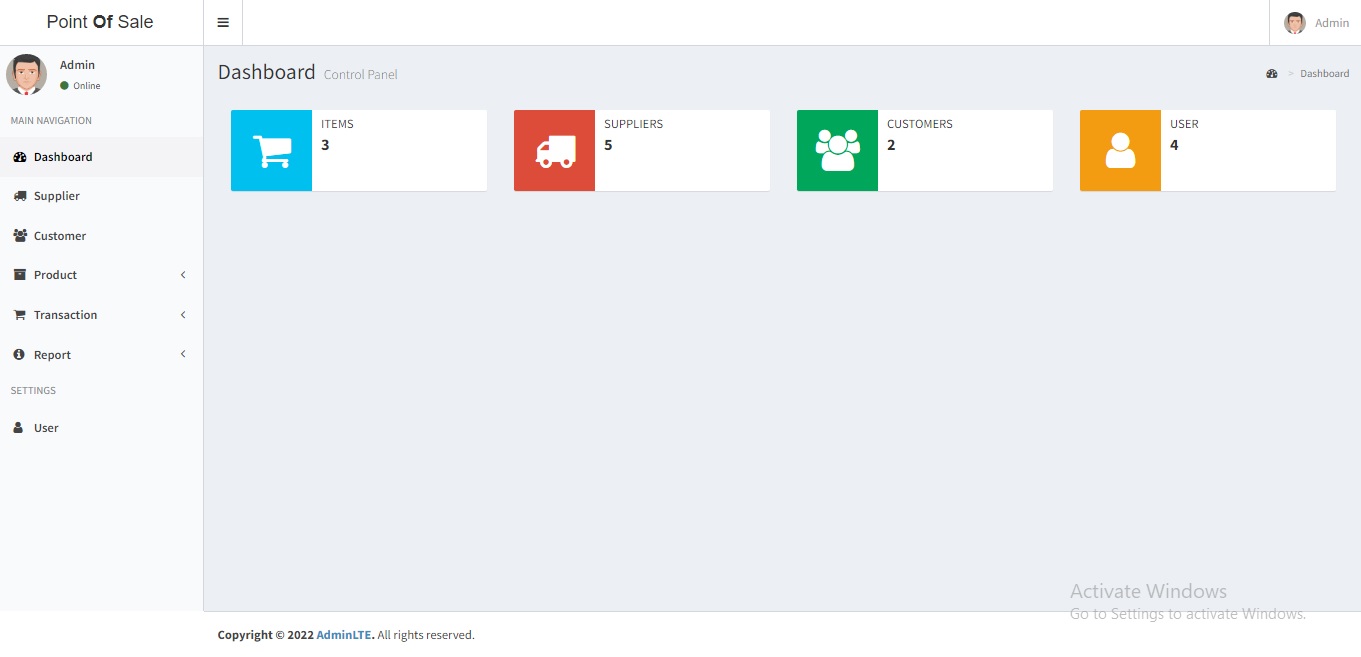 Point Of Sale
Admin
Admin
Online
MAIN NAVIGATION
Dashboard
Supplier
Customer
Product
Transaction
Report
SETTINGS
User
Dashboard Control Panel
> Dashboard
ITEMS
3
SUPPLIERS
5
CUSTOMERS
2
USER
4
Activate Windows
Go to Settings to activate Windows.
Copyright © 2022 AdminLTE. All rights reserved.